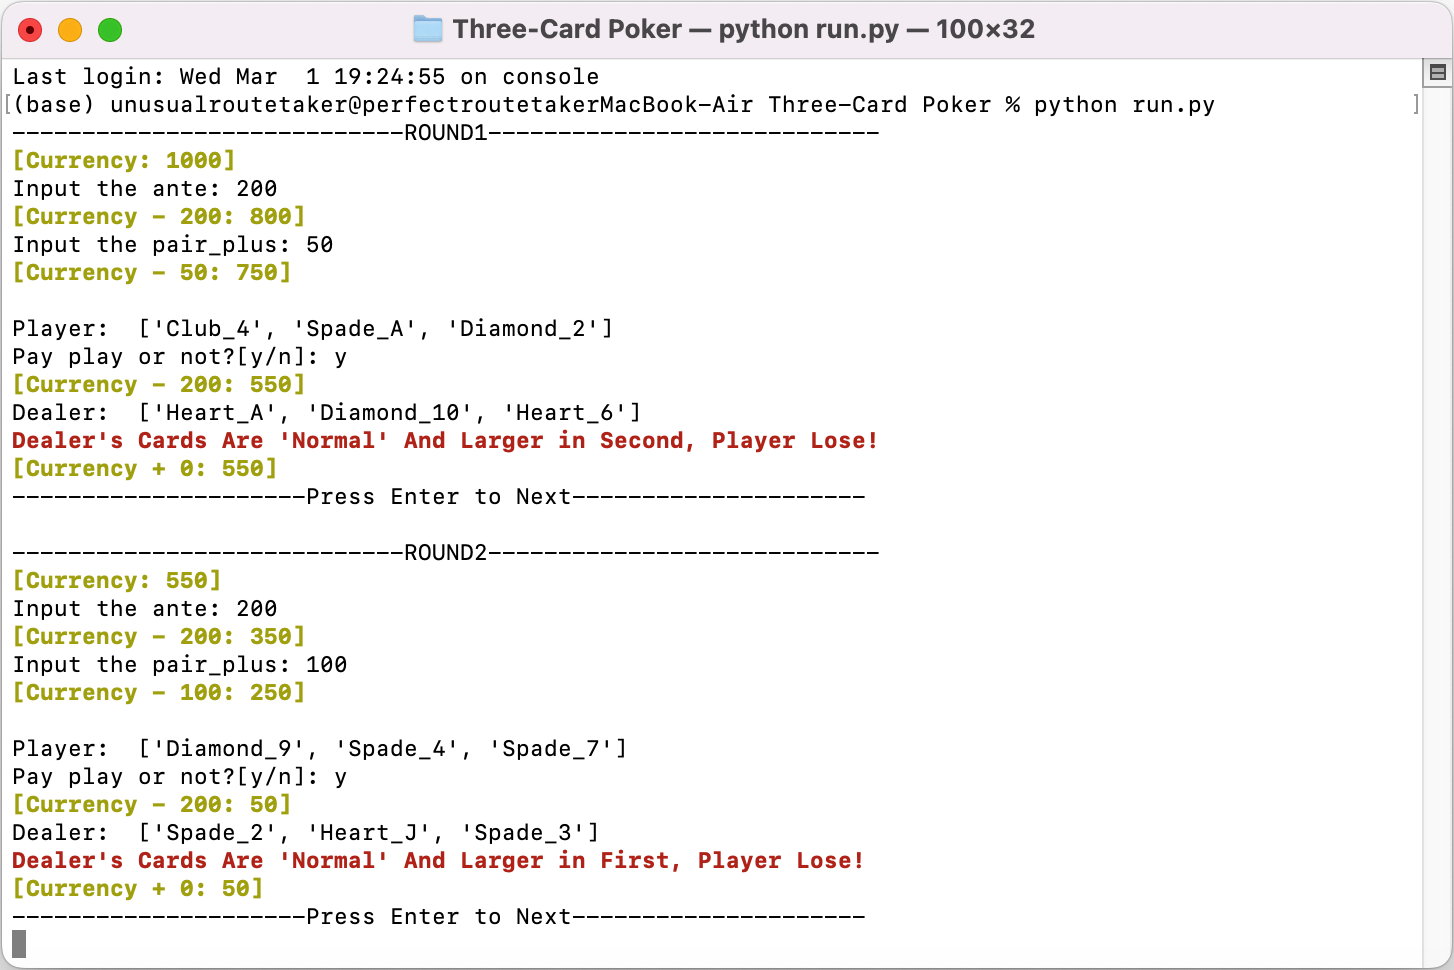 Three-Card Poker — python run.py — 100×32
Last login: Wed Mar  1 19:24:55 on console
[(base) unusualroutetaker@perfectroutetakerMacBook-Air Three-Card Poker % python run.py ]
----------------------------ROUND1----------------------------
[Currency: 1000]
Input the ante: 200
[Currency - 200: 800]
Input the pair_plus: 50
[Currency - 50: 750]

Player:  ['Club_4', 'Spade_A', 'Diamond_2']
Pay play or not?[y/n]: y
[Currency - 200: 550]
Dealer:  ['Heart_A', 'Diamond_10', 'Heart_6']
Dealer's Cards Are 'Normal' And Larger in Second, Player Lose!
[Currency + 0: 550]
---------------------Press Enter to Next---------------------

----------------------------ROUND2----------------------------
[Currency: 550]
Input the ante: 200
[Currency - 200: 350]
Input the pair_plus: 100
[Currency - 100: 250]

Player:  ['Diamond_9', 'Spade_4', 'Spade_7']
Pay play or not?[y/n]: y
[Currency - 200: 50]
Dealer:  ['Spade_2', 'Heart_J', 'Spade_3']
Dealer's Cards Are 'Normal' And Larger in First, Player Lose!
[Currency + 0: 50]
---------------------Press Enter to Next---------------------